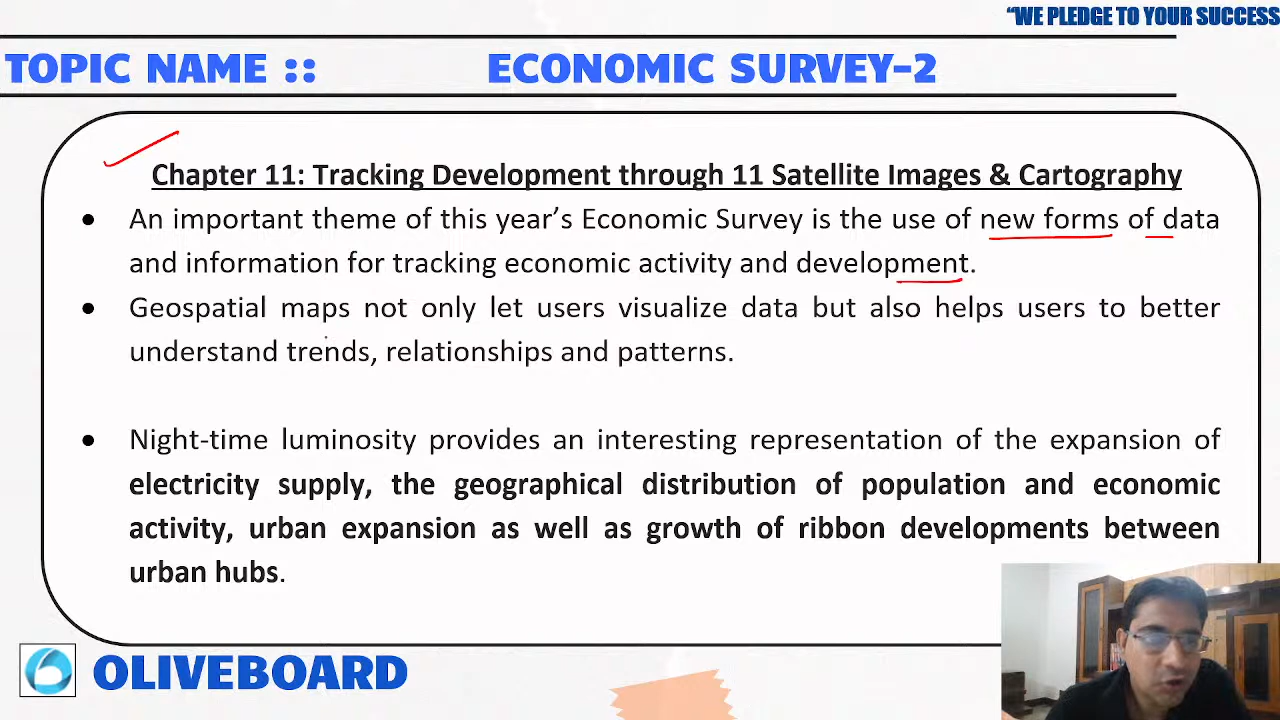 “WE PLEDGE TO YOUR SUCCESS
TOPIC NAME :: ECONOMIC SURVEY-2
Chapter 11: Tracking Development through 11 Satellite Images & Cartography
• An important theme of this year’s Economic Survey is the use of new forms of data
and information for tracking economic activity and development.
• Geospatial maps not only let users visualize data but also helps users to better
understand trends, relationships and patterns.
• Night-time luminosity provides an interesting representation of the expansion of
electricity supply, the geographical distribution of population and economic
activity, urban expansion as well as growth of ribbon developments between
urban hubs.
OLIVEBOARD